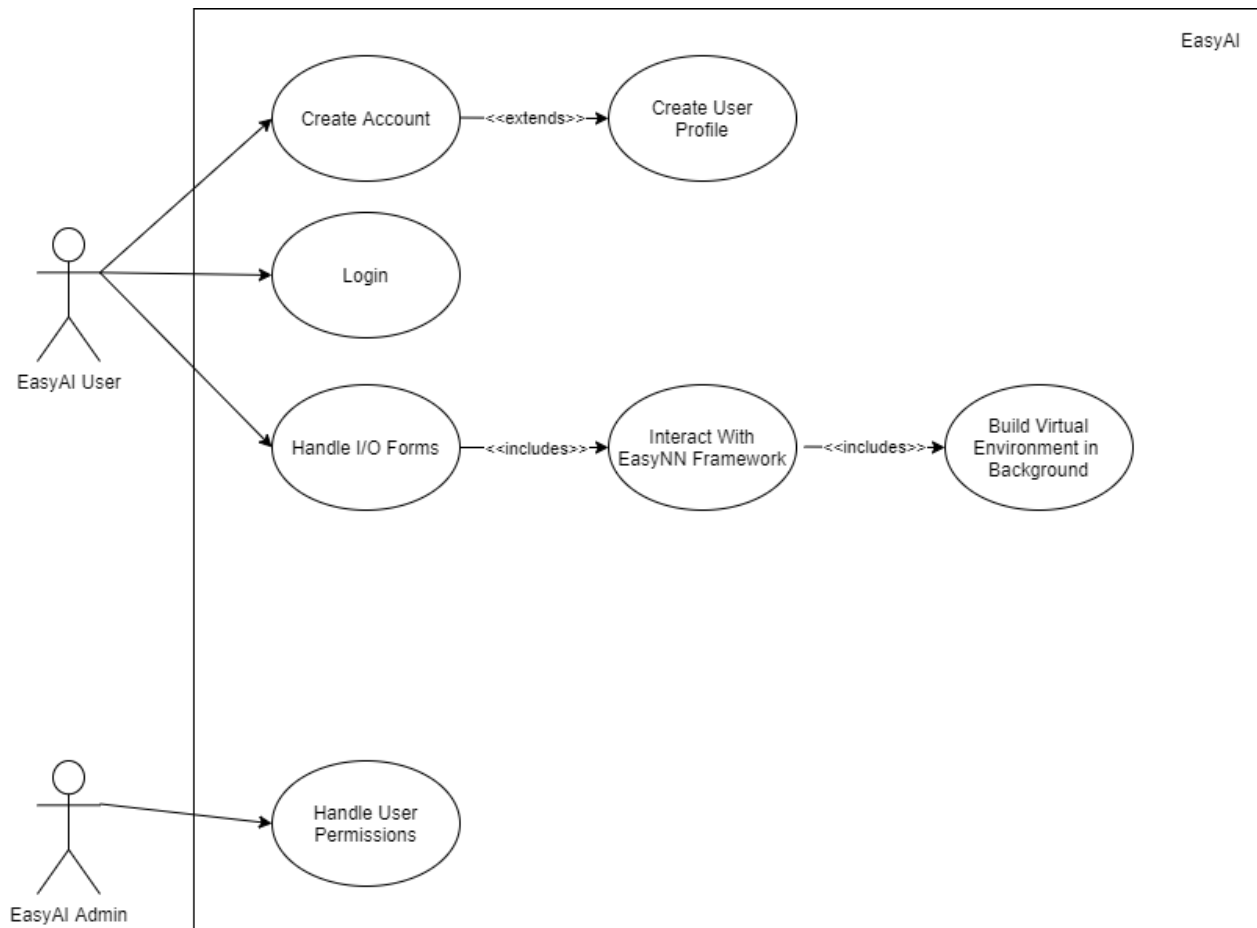 EasyAI
Create Account
<<extends>>
Create User
Profile
Login
EasyAI User
Handle I/O Forms
<<includes>>
Interact With
EasyNN Framework
<<includes>>
Build Virtual
Environment in
Background
Handle User
Permissions
EasyAI Admin